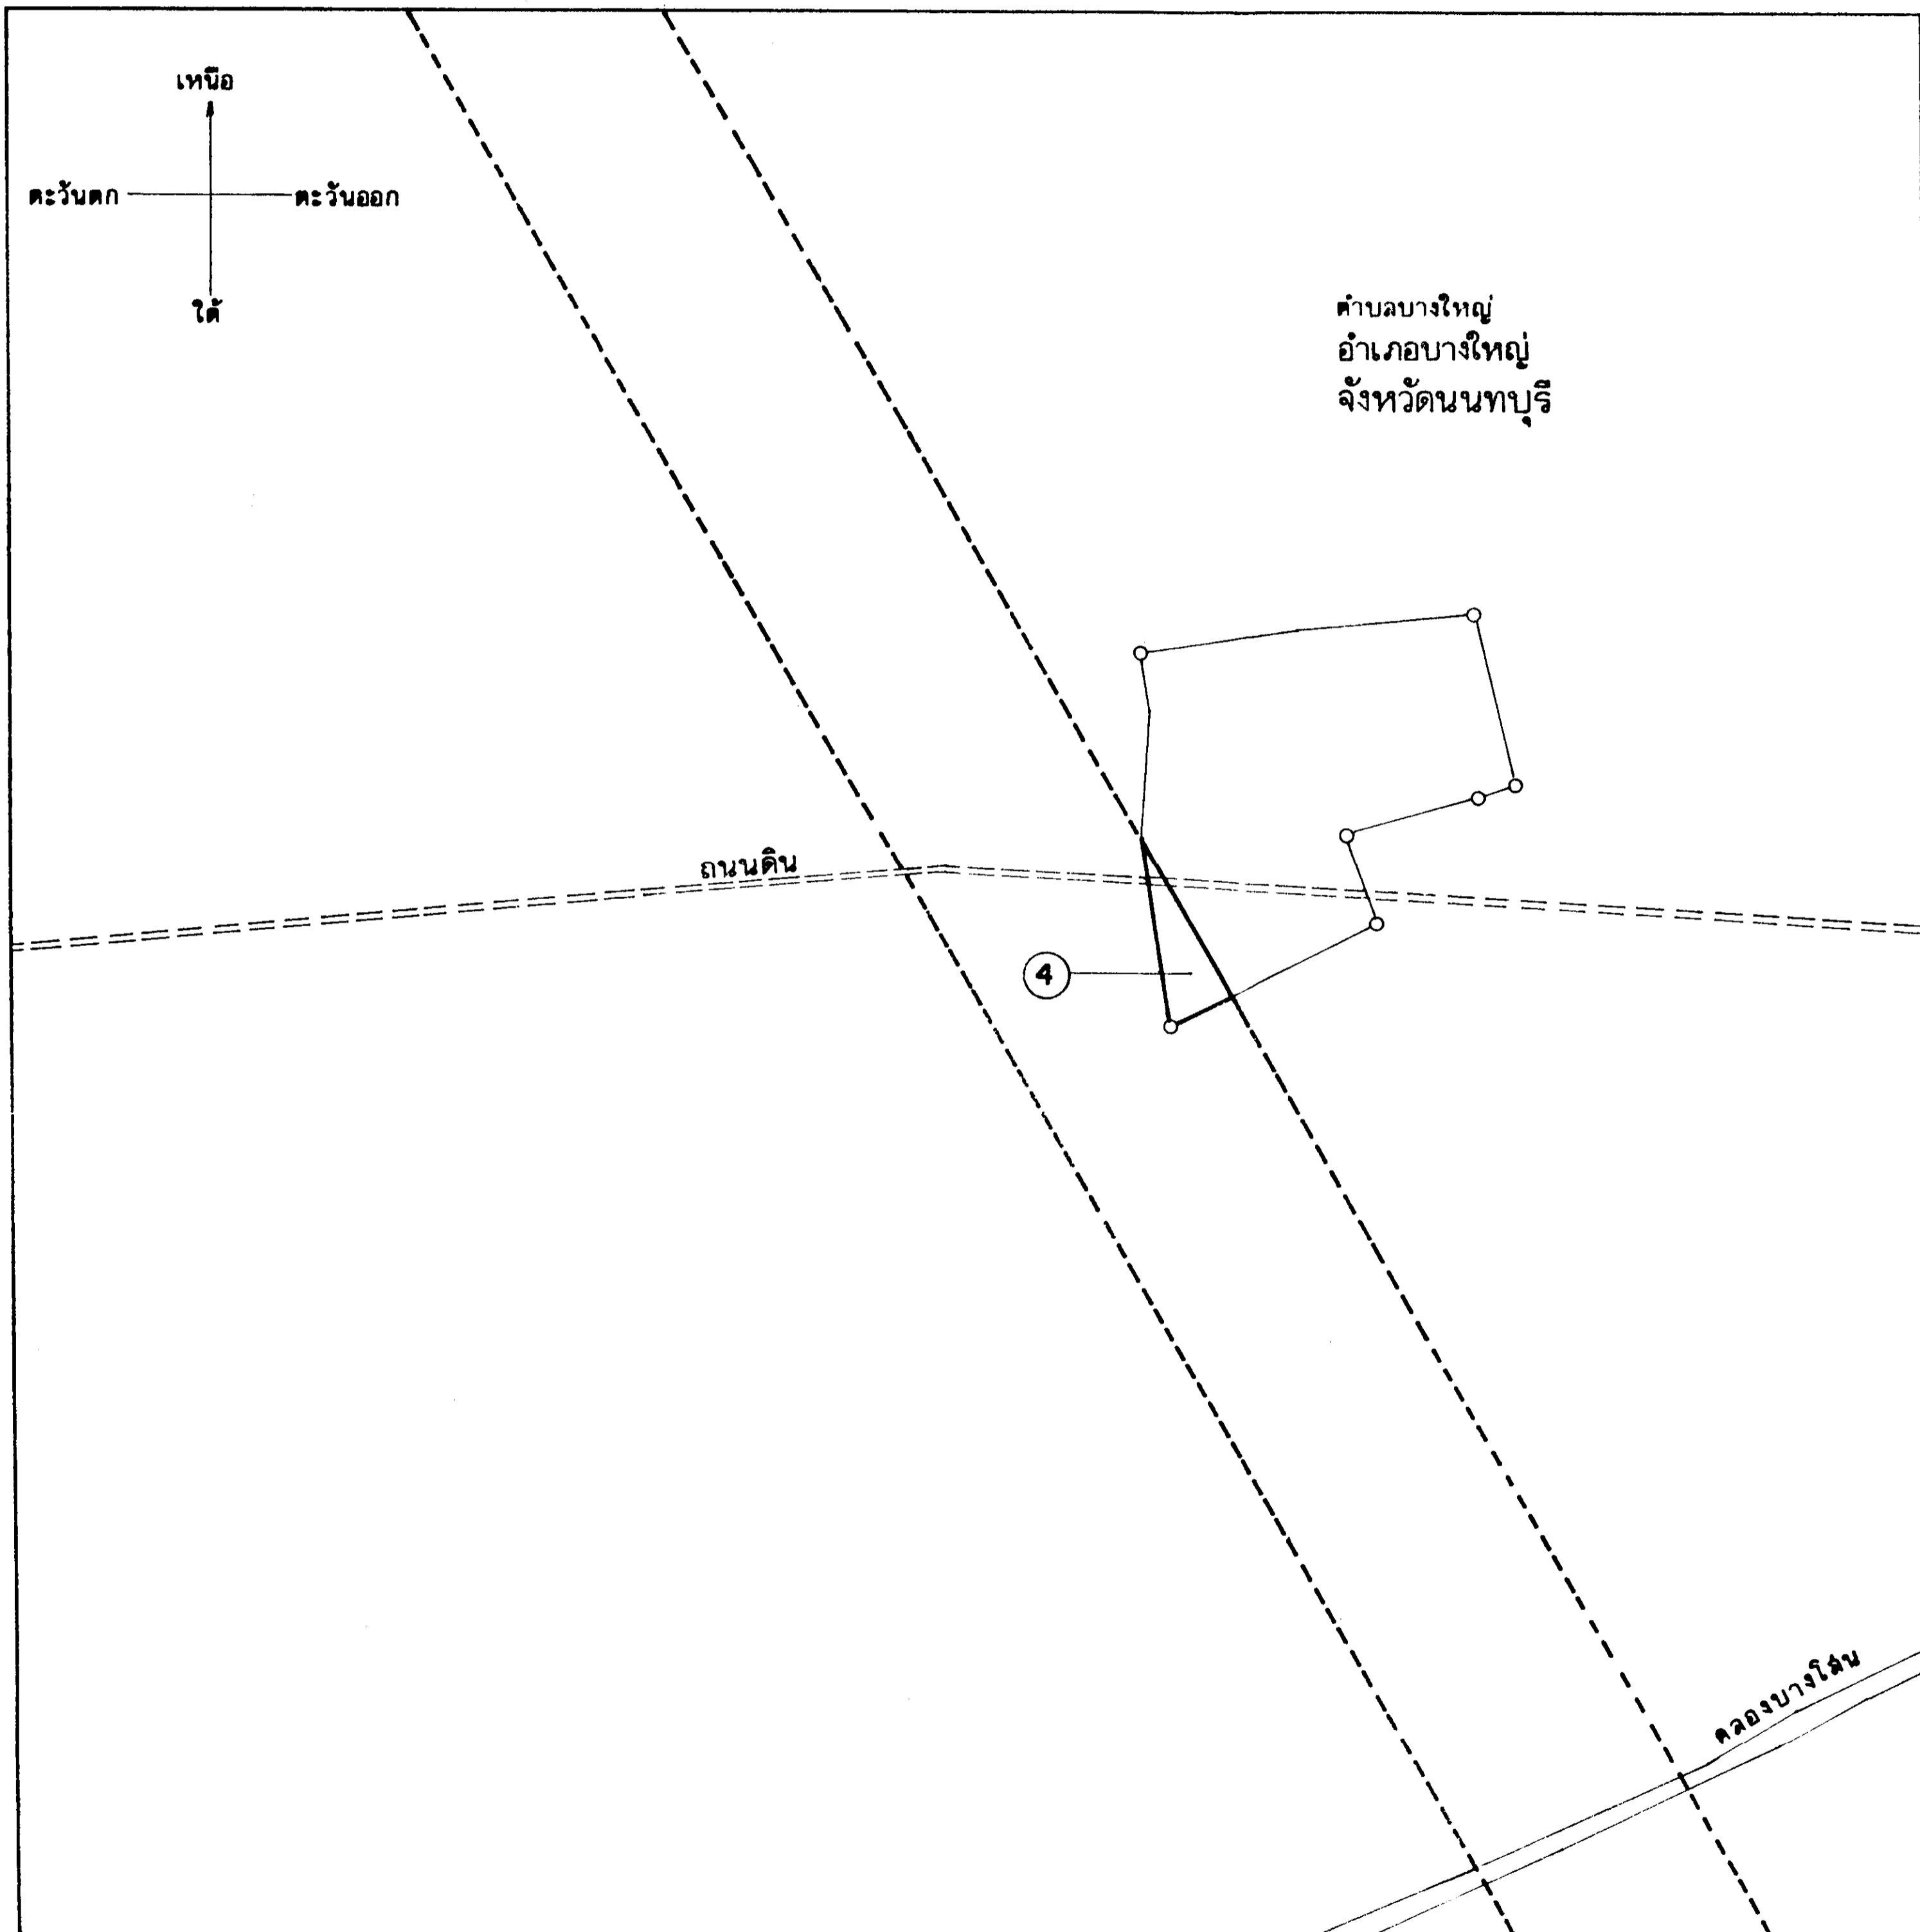 เหนือ
ตะวันตก
ตะวันออก
ใต้
ตำบลบางใหญ่
อำเภอบางใหญ่
จังหวัดนนทบุรี
ถนนดิน
4
คลองบางโสน